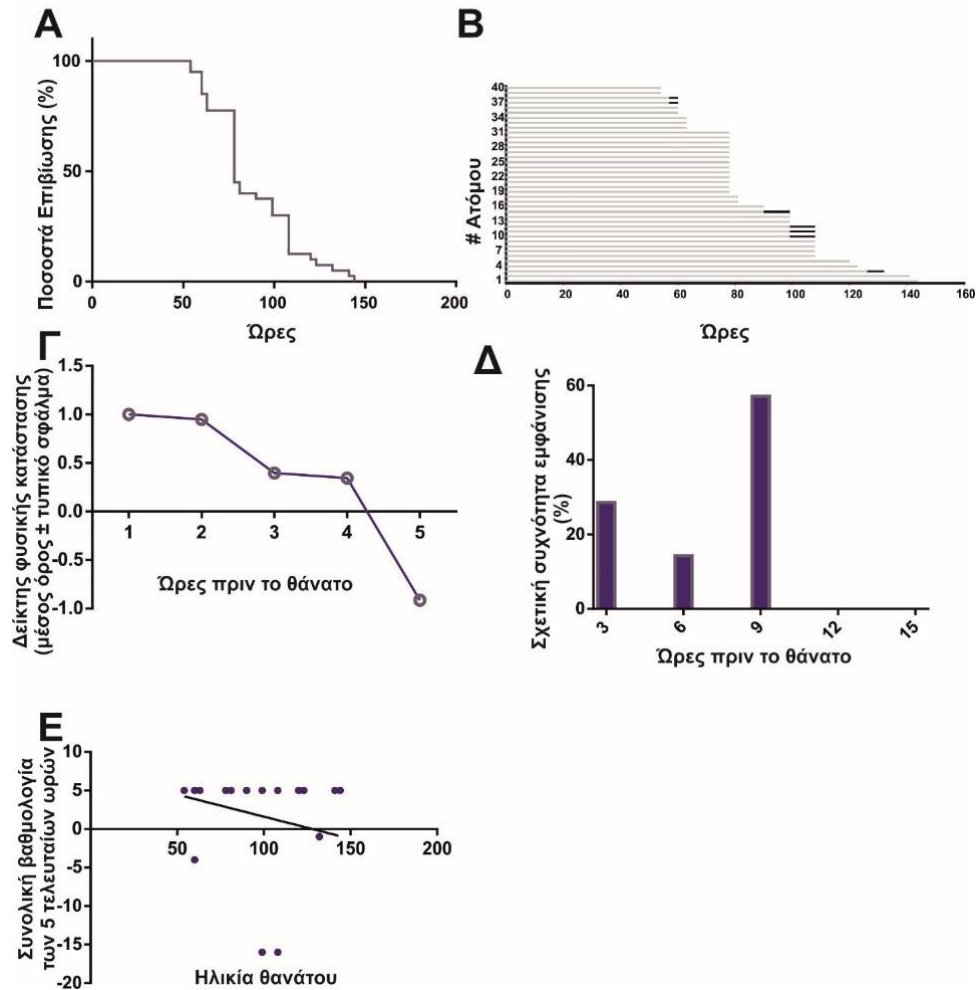 Α
Ποσοστά Επιβίωσης (%)
100
50
0
0 50 100 150 200
Ώρες
Β
# Ατόμου
40
37
34
31
28
25
22
19
16
13
10
7
4
1
0 20 40 60 80 100 120 140 160
Ώρες
Γ
Δείκτης φυσικής κατάστασης
(μέσος όρος ± τυπικό σφάλμα)
1.5
1.0
0.5
0.0
-0.5
-1.0
1 2 3 4 5
Ώρες πριν το θάνατο
Δ
Σχετική συχνότητα εμφάνισης
(%)
60
40
20
0
3 6 9 12 15
Ώρες πριν το θάνατο
Ε
Συνολική βαθμολογία
των 5 τελευταίων ωρών
10
5
0
-5
-10
-15
-20
50 100 150 200
Ηλικία θανάτου